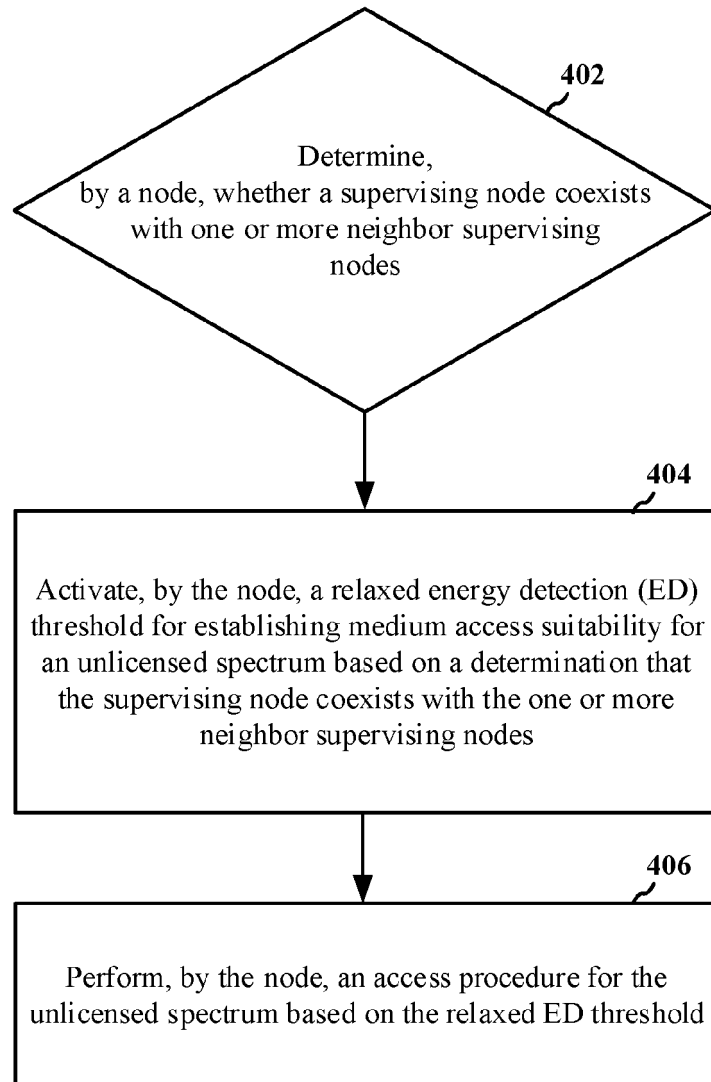 402
Determine,
by a node, whether a supervising node coexists
with one or more neighbor supervising
nodes
404
Activate, by the node, a relaxed energy detection (ED)
threshold for establishing medium access suitability for
an unlicensed spectrum based on a determination that
the supervising node coexists with the one or more
neighbor supervising nodes
406
Perform, by the node, an access procedure for the
unlicensed spectrum based on the relaxed ED threshold